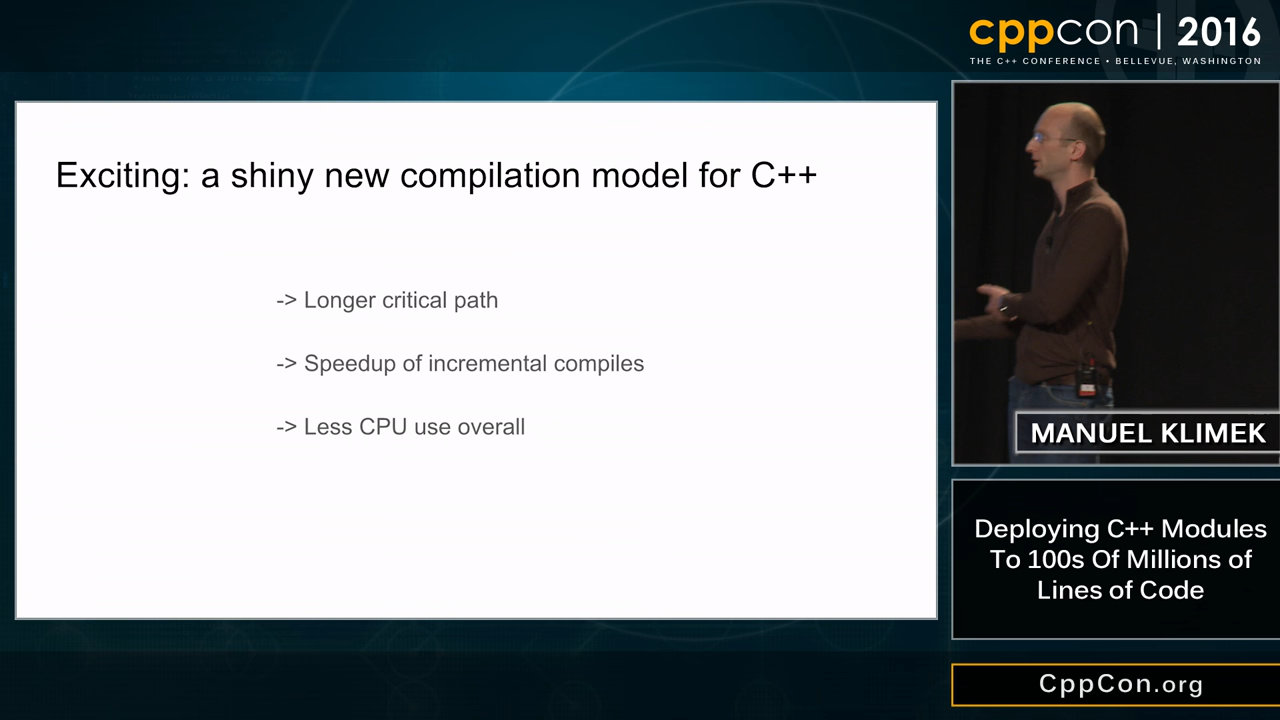 cppcon | 2016
THE C++ CONFERENCE • BELLEVUE, WASHINGTON
Exciting: a shiny new compilation model for C++
-> Longer critical path
-> Speedup of incremental compiles
-> Less CPU use overall
MANUEL KLIMEK
Deploying C++ Modules
To 100s Of Millions of
Lines of Code
CppCon.org